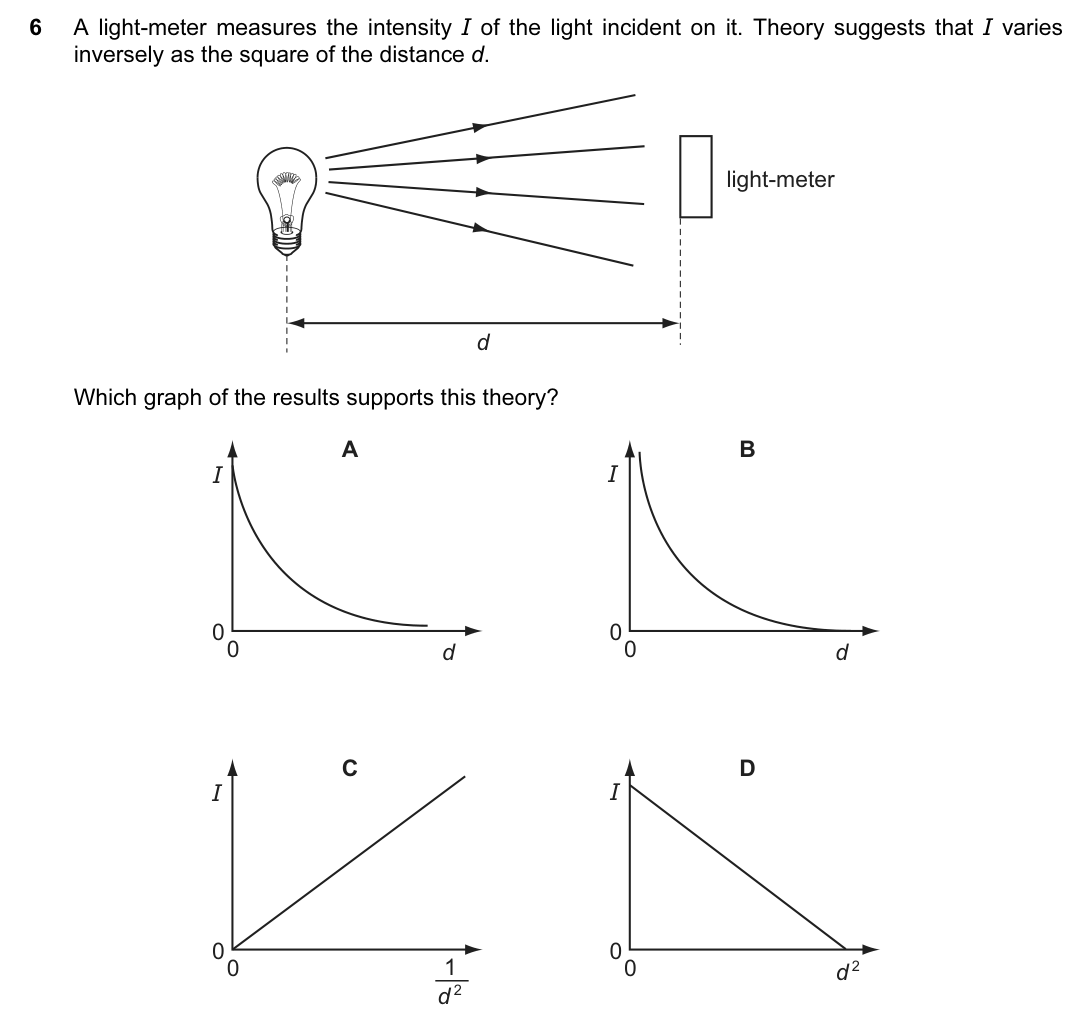 6 A light-meter measures the intensity I of the light incident on it. Theory suggests that I varies
inversely as the square of the distance d.
light-meter
d
Which graph of the results supports this theory?
A
I
0
0
d
B
I
0
0
d
C
I
0
0
1
d²
D
I
0
0
d²